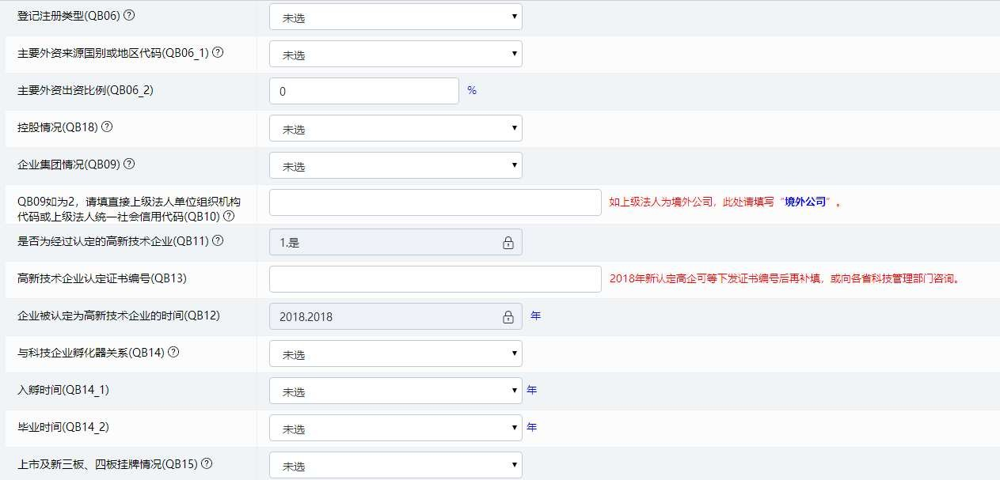 登记注册类型(QB06) ?
未选
主要外资来源国别或地区代码(QB06_1) ?
未选
主要外资出资比例(QB06_2)
0
%
控股情况(QB18) ?
未选
企业集团情况(QB09) ?
未选
QB09如为2，请填直接上级法人单位组织机构
代码或上级法人统一社会信用代码(QB10) ?
如上级法人为境外公司，此处请填写“境外公司”。
是否为经过认定的高新技术企业(QB11) ?
1.是
高新技术企业认定证书编号(QB13)
2018年新认定高企可等下发证书编号后再补填，或向各省科技管理部门咨询。
企业被认定为高新技术企业的时间(QB12)
2018.2018
年
与科技企业孵化器关系(QB14) ?
未选
入孵时间(QB14_1)
未选
年
毕业时间(QB14_2)
未选
年
上市及新三板、四板挂牌情况(QB15) ?
未选